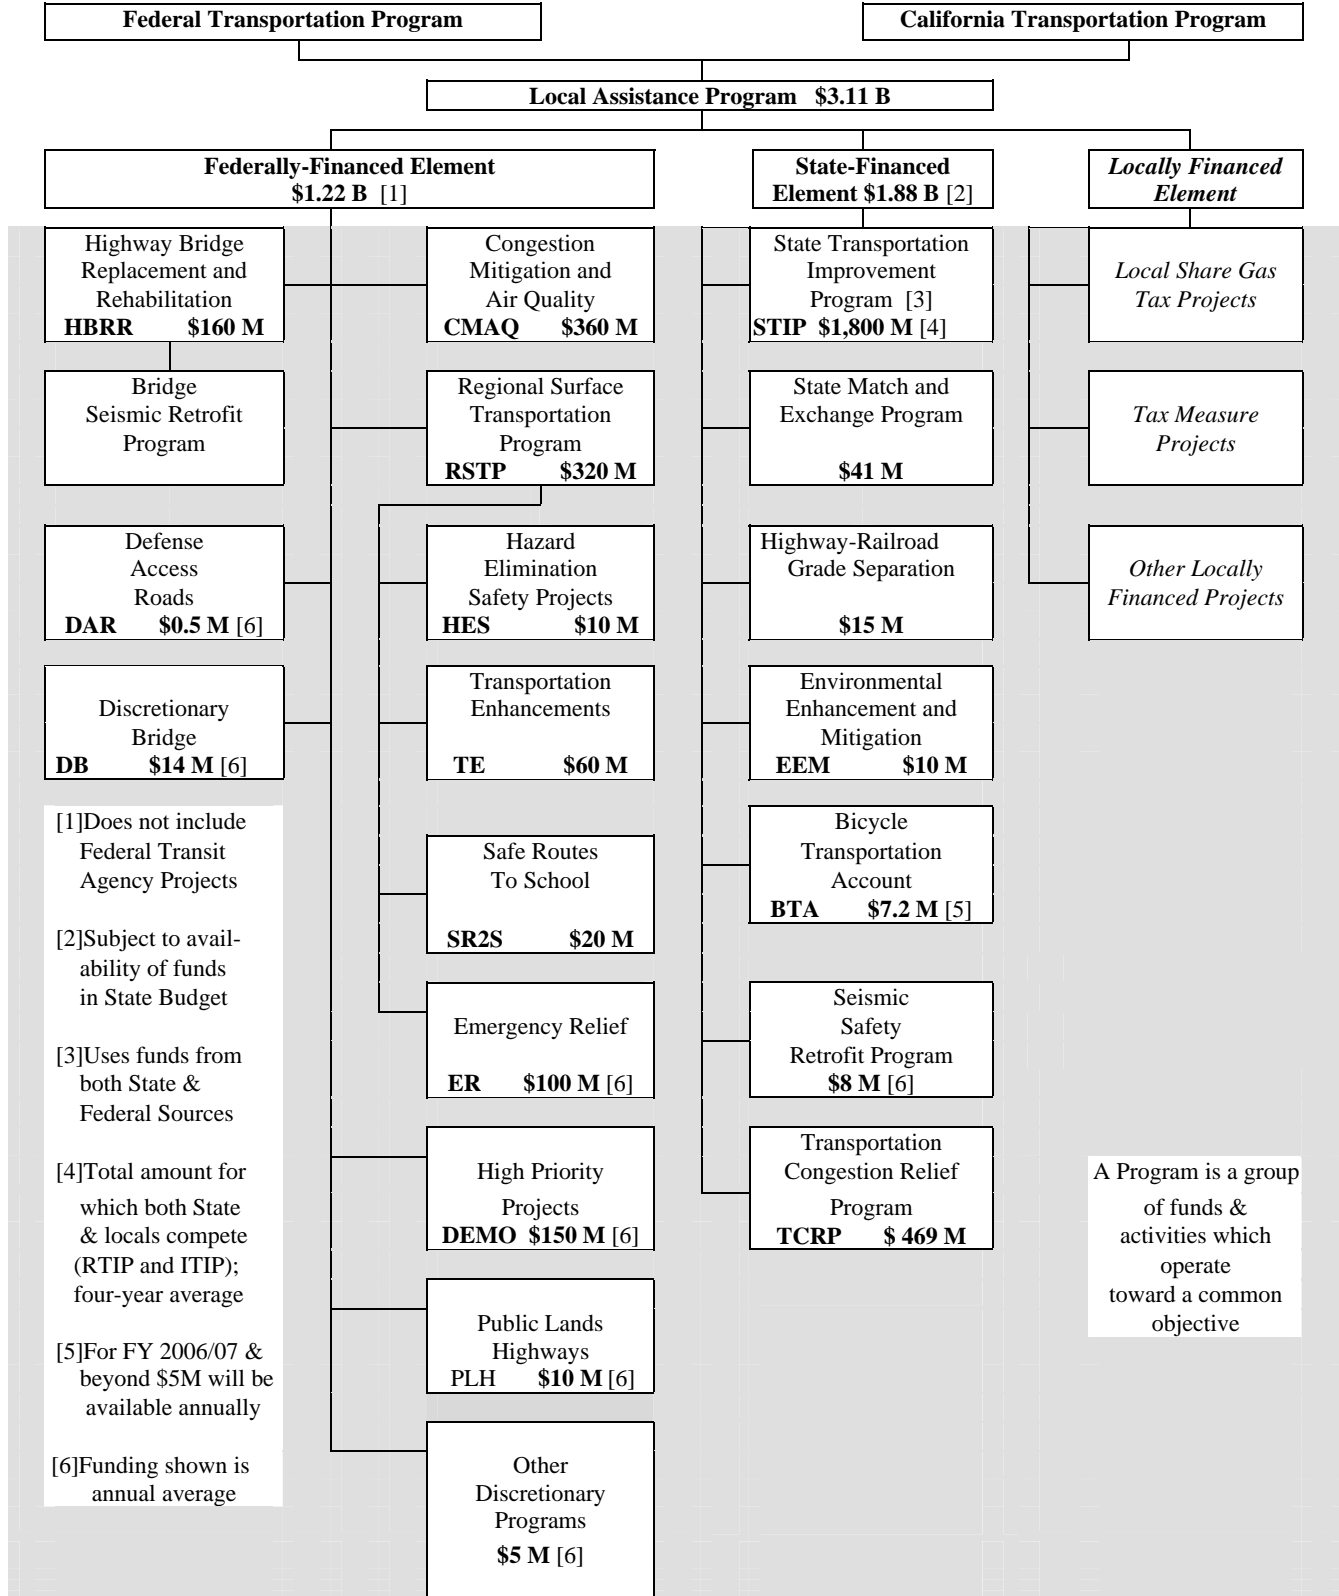 Federal Transportation Program
California Transportation Program
Local Assistance Program $3.11 B
Federally-Financed Element
$1.22 B [1]
State-Financed
Element $1.88 B [2]
Locally Financed
Element
Highway Bridge
Replacement and
Rehabilitation
HBRR $160 M
Congestion
Mitigation and
Air Quality
CMAQ $360 M
State Transportation
Improvement
Program [3]
STIP $1,800 M [4]
Local Share Gas
Tax Projects
Bridge
Seismic Retrofit
Program
Regional Surface
Transportation
Program
RSTP $320 M
State Match and
Exchange Program
$41 M
Tax Measure
Projects
Defense
Access
Roads
DAR $0.5 M [6]
Hazard
Elimination
Safety Projects
HES $10 M
Highway-Railroad
Grade Separation
$15 M
Other Locally
Financed Projects
Discretionary
Bridge
DB $14 M [6]
Transportation
Enhancements
TE $60 M
Environmental
Enhancement and
Mitigation
EEM $10 M
[1]Does not include
Federal Transit
Agency Projects
[2]Subject to avail-
ability of funds
in State Budget
[3]Uses funds from
both State &
Federal Sources
[4]Total amount for
which both State
& locals compete
(RTIP and ITIP);
four-year average
[5]For FY 2006/07 &
beyond $5M will be
available annually
[6]Funding shown is
annual average
Safe Routes
To School
SR2S $20 M
Bicycle
Transportation
Account
BTA $7.2 M [5]
Emergency Relief
ER $100 M [6]
Seismic
Safety
Retrofit Program
$8 M [6]
High Priority
Projects
DEMO $150 M [6]
Transportation
Congestion Relief
Program
TCRP $ 469 M
Public Lands
Highways
PLH $10 M [6]
Other
Discretionary
Programs
$5 M [6]
A Program is a group
of funds &
activities which
operate
toward a common
objective